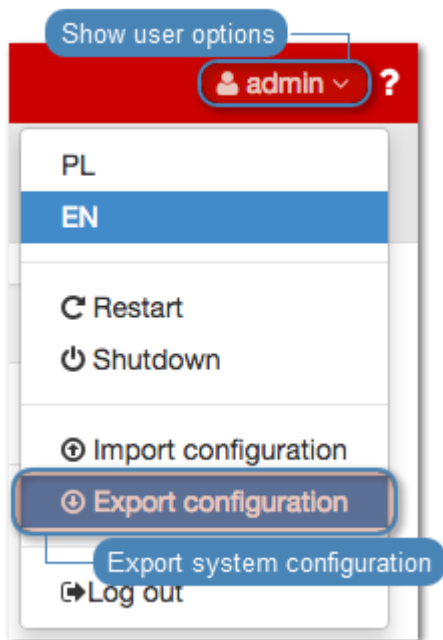 Show user options
admin ?
PL
EN
Restart
Shutdown
Import configuration
Export configuration
Export system configuration
Log out